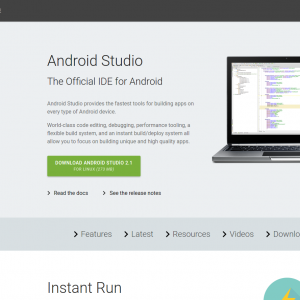 Android Studio
The Official IDE for Android
Android Studio provides the fastest tools for building apps on
every type of Android device.
World-class code editing, debugging, performance tooling, a
flexible build system, and an instant build/deploy system all
allow you to focus on building unique and high quality apps.
DOWNLOAD ANDROID STUDIO 2.1
> Read the docs > See the release notes
> Features > Latest > Resources > Videos > Downlo
Instant Run